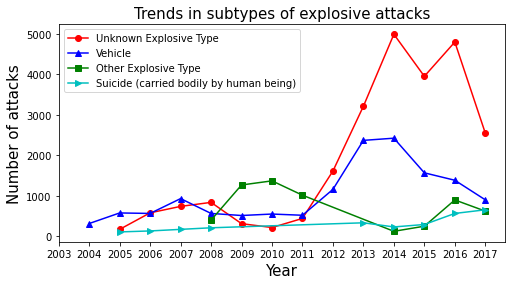 Trends in subtypes of explosive attacks
Number of attacks
5000
4000
3000
2000
1000
0
Unknown Explosive Type
Vehicle
Other Explosive Type
Suicide (carried bodily by human being)
2003 2004 2005 2006 2007 2008 2009 2010 2011 2012 2013 2014 2015 2016 2017
Year